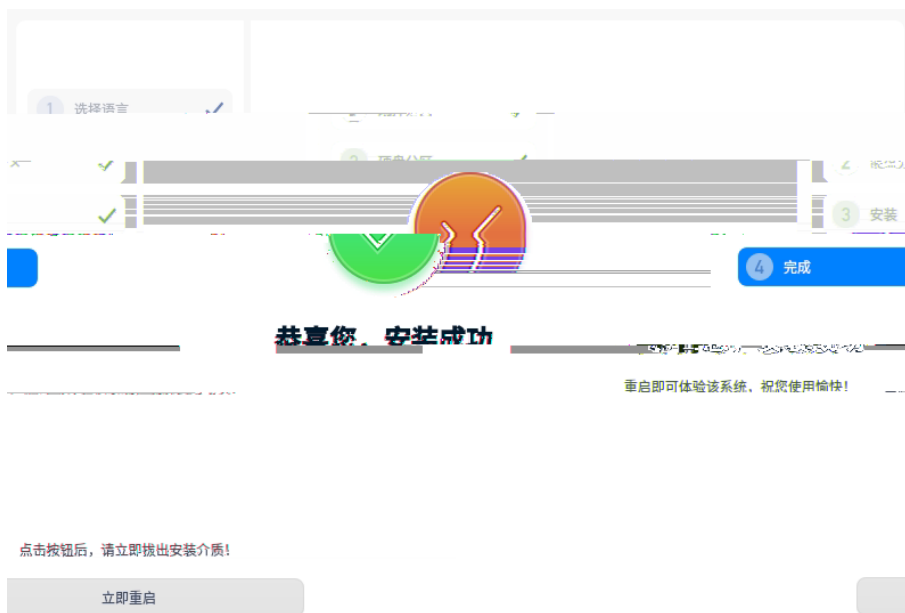 1 选择语言
硬盘分区
3 安装
4 完成
恭喜您，安装成功
重启即可体验该系统，祝您使用愉快！
点击按钮后，请立即拔出安装介质！
立即重启